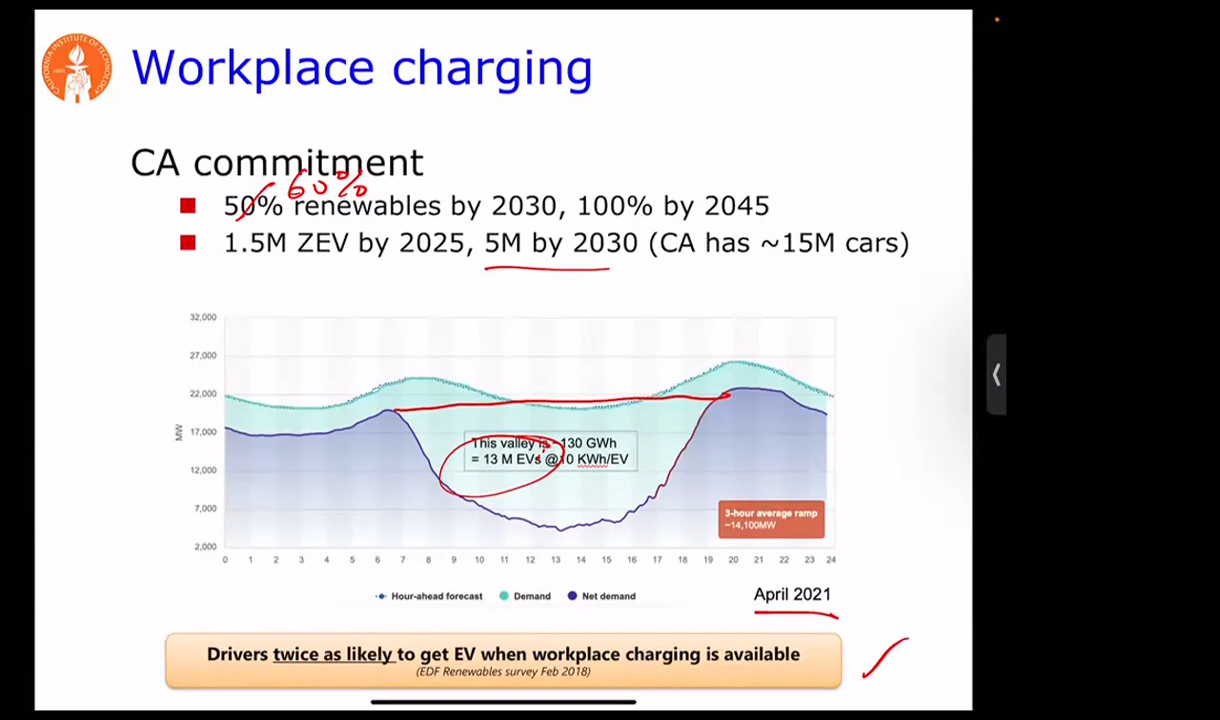 CALIFORNIA INSTITUTE OF TECHNOLOGY
Workplace charging
CA commitment
60%
50% renewables by 2030, 100% by 2045
1.5M ZEV by 2025, 5M by 2030 (CA has ~15M cars)
32,000
27,000
22,000
17,000
12,000
7,000
2,000
MW
This valley is ~130 GWh
= 13 M EVs @10 KWh/EV
3-hour average ramp
~14,100MW
0 1 2 3 4 5 6 7 8 9 10 11 12 13 14 15 16 17 18 19 20 21 22 23 24
Hour-ahead forecast Demand Net demand
April 2021
Drivers twice as likely to get EV when workplace charging is available
(EDF Renewables survey Feb 2018)